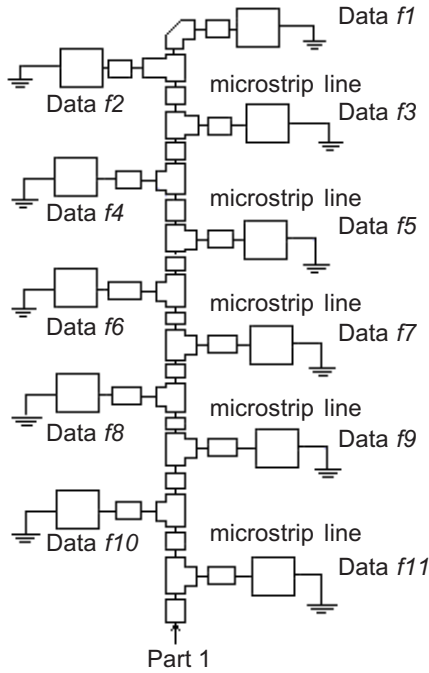 Data f1
microstrip line
Data f2
Data f3
microstrip line
Data f4
Data f5
microstrip line
Data f6
Data f7
microstrip line
Data f8
Data f9
microstrip line
Data f10
Data f11
Part 1